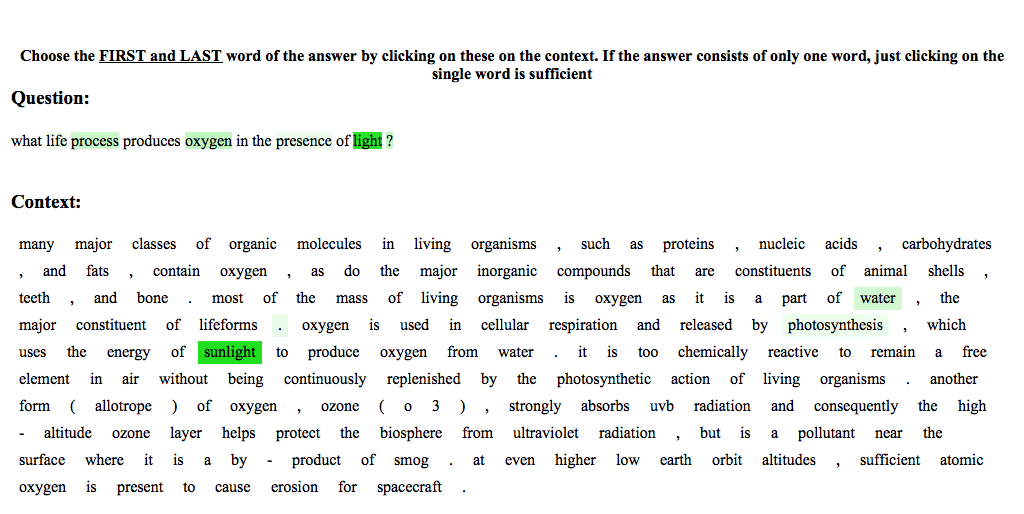 Choose the FIRST and LAST word of the answer by clicking on these on the context. If the answer consists of only one word, just clicking on the
single word is sufficient
Question:
what life process produces oxygen in the presence of light ?
Context:
many major classes of organic molecules in living organisms , such as proteins , nucleic acids , carbohydrates
, and fats , contain oxygen , as do the major inorganic compounds that are constituents of animal shells ,
teeth , and bone . most of the mass of living organisms is oxygen as it is a part of water , the
major constituent of lifeforms . oxygen is used in cellular respiration and released by photosynthesis , which
uses the energy of sunlight to produce oxygen from water . it is too chemically reactive to remain a free
element in air without being continuously replenished by the photosynthetic action of living organisms . another
form ( allotrope ) of oxygen , ozone ( o 3 ) , strongly absorbs uvb radiation and consequently the high
- altitude ozone layer helps protect the biosphere from ultraviolet radiation , but is a pollutant near the
surface where it is a by - product of smog . at even higher low earth orbit altitudes , sufficient atomic
oxygen is present to cause erosion for spacecraft .